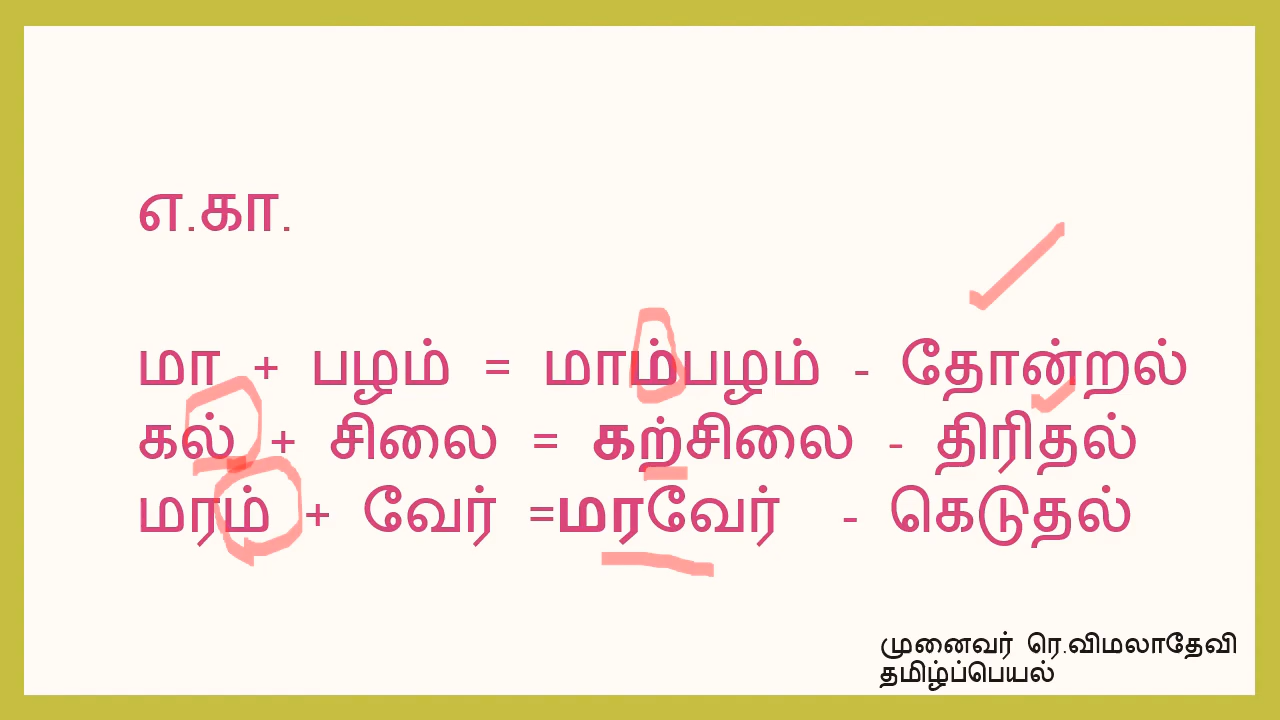 எ.கா.
மா + பழம் = மாம்பழம் - தோன்றல்
கல் + சிலை = கற்சிலை - திரிதல்
மரம் + வேர் =மரவேர் - கெடுதல்
முனைவர் ரெ.விமலாதேவி
தமிழ்ப்பெயல்